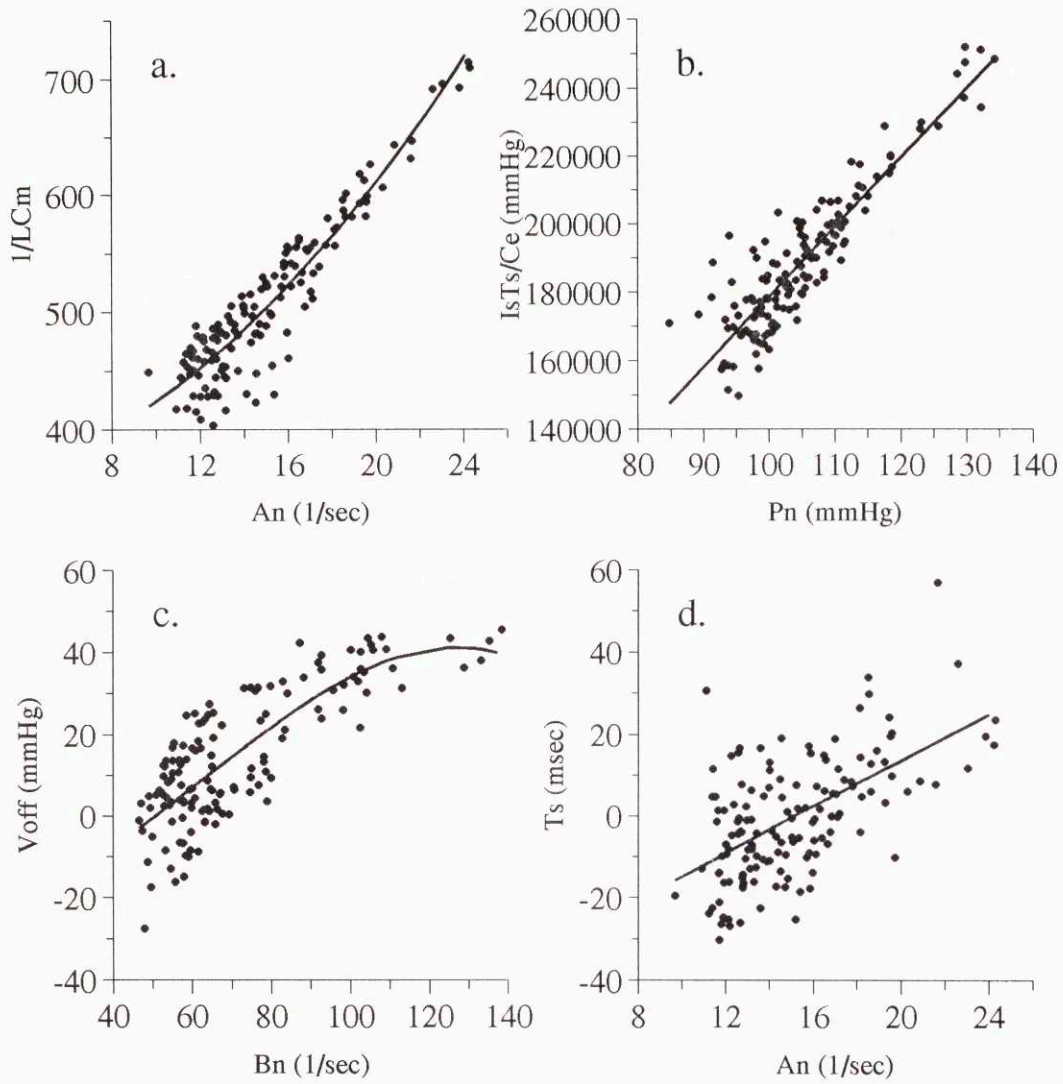 a.
1/LCm
700
600
500
400
8 12 16 20 24
An (1/sec)
b.
IsTs/Ce (mmHg)
260000
240000
220000
200000
180000
160000
140000
80 90 100 110 120 130 140
Pn (mmHg)
c.
Voff (mmHg)
60
40
20
0
-20
-40
40 60 80 100 120 140
Bn (1/sec)
d.
Ts (msec)
60
40
20
0
-20
-40
8 12 16 20 24
An (1/sec)